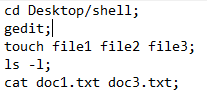 cd Desktop/shell;
gedit;
touch file1 file2 file3;
ls -l;
cat doc1.txt doc3.txt;